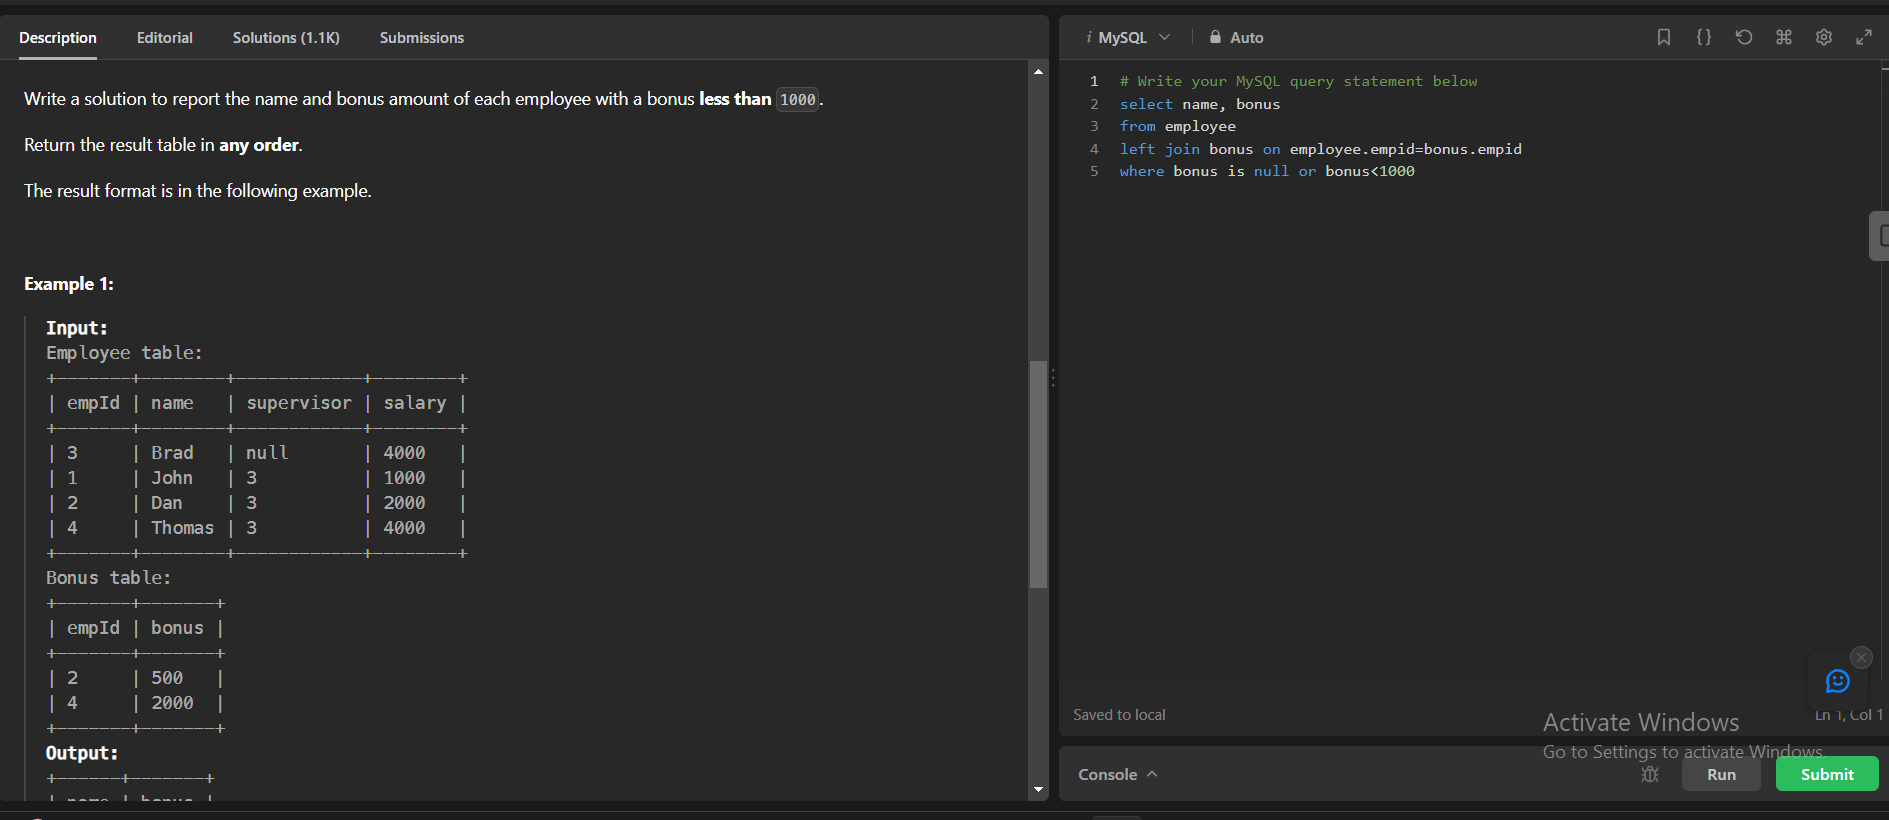 Description Editorial Solutions (1.1K) Submissions
Write a solution to report the name and bonus amount of each employee with a bonus less than 1000.
Return the result table in any order.
The result format is in the following example.
Example 1:
Input:
Employee table:
+-------+--------+------------+--------+
| empId | name   | supervisor | salary |
+-------+--------+------------+--------+
| 3     | Brad   | null       | 4000   |
| 1     | John   | 3          | 1000   |
| 2     | Dan    | 3          | 2000   |
| 4     | Thomas | 3          | 4000   |
+-------+--------+------------+--------+
Bonus table:
+-------+-------+
| empId | bonus |
+-------+-------+
| 2     | 500   |
| 4     | 2000  |
+-------+-------+
Output:
+------+-------+
i MySQL Auto
1 # Write your MySQL query statement below
2 select name, bonus
3 from employee
4 left join bonus on employee.empid=bonus.empid
5 where bonus is null or bonus<1000
Saved to local
Ln 1, Col 1
Activate Windows
Go to Settings to activate Windows.
Console Run Submit